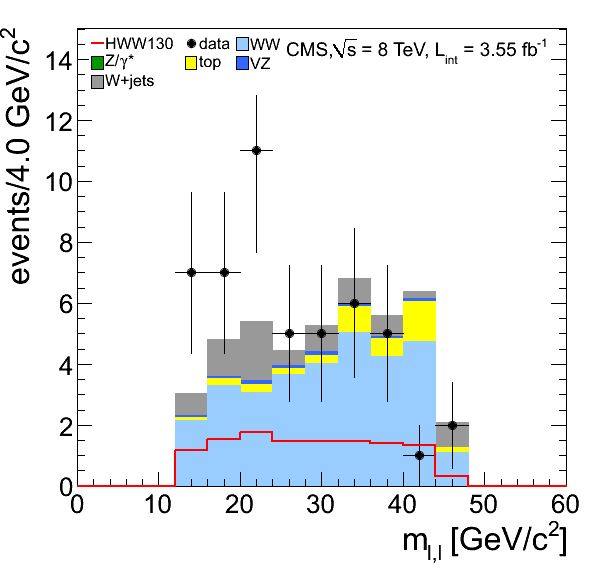 events/4.0 GeV/c²
HWW130 data WW CMS,√s = 8 TeV, L_int = 3.55 fb⁻¹
Z/γ* top VZ
W+jets
14
12
10
8
6
4
2
0
0 10 20 30 40 50 60
m_l,l [GeV/c²]